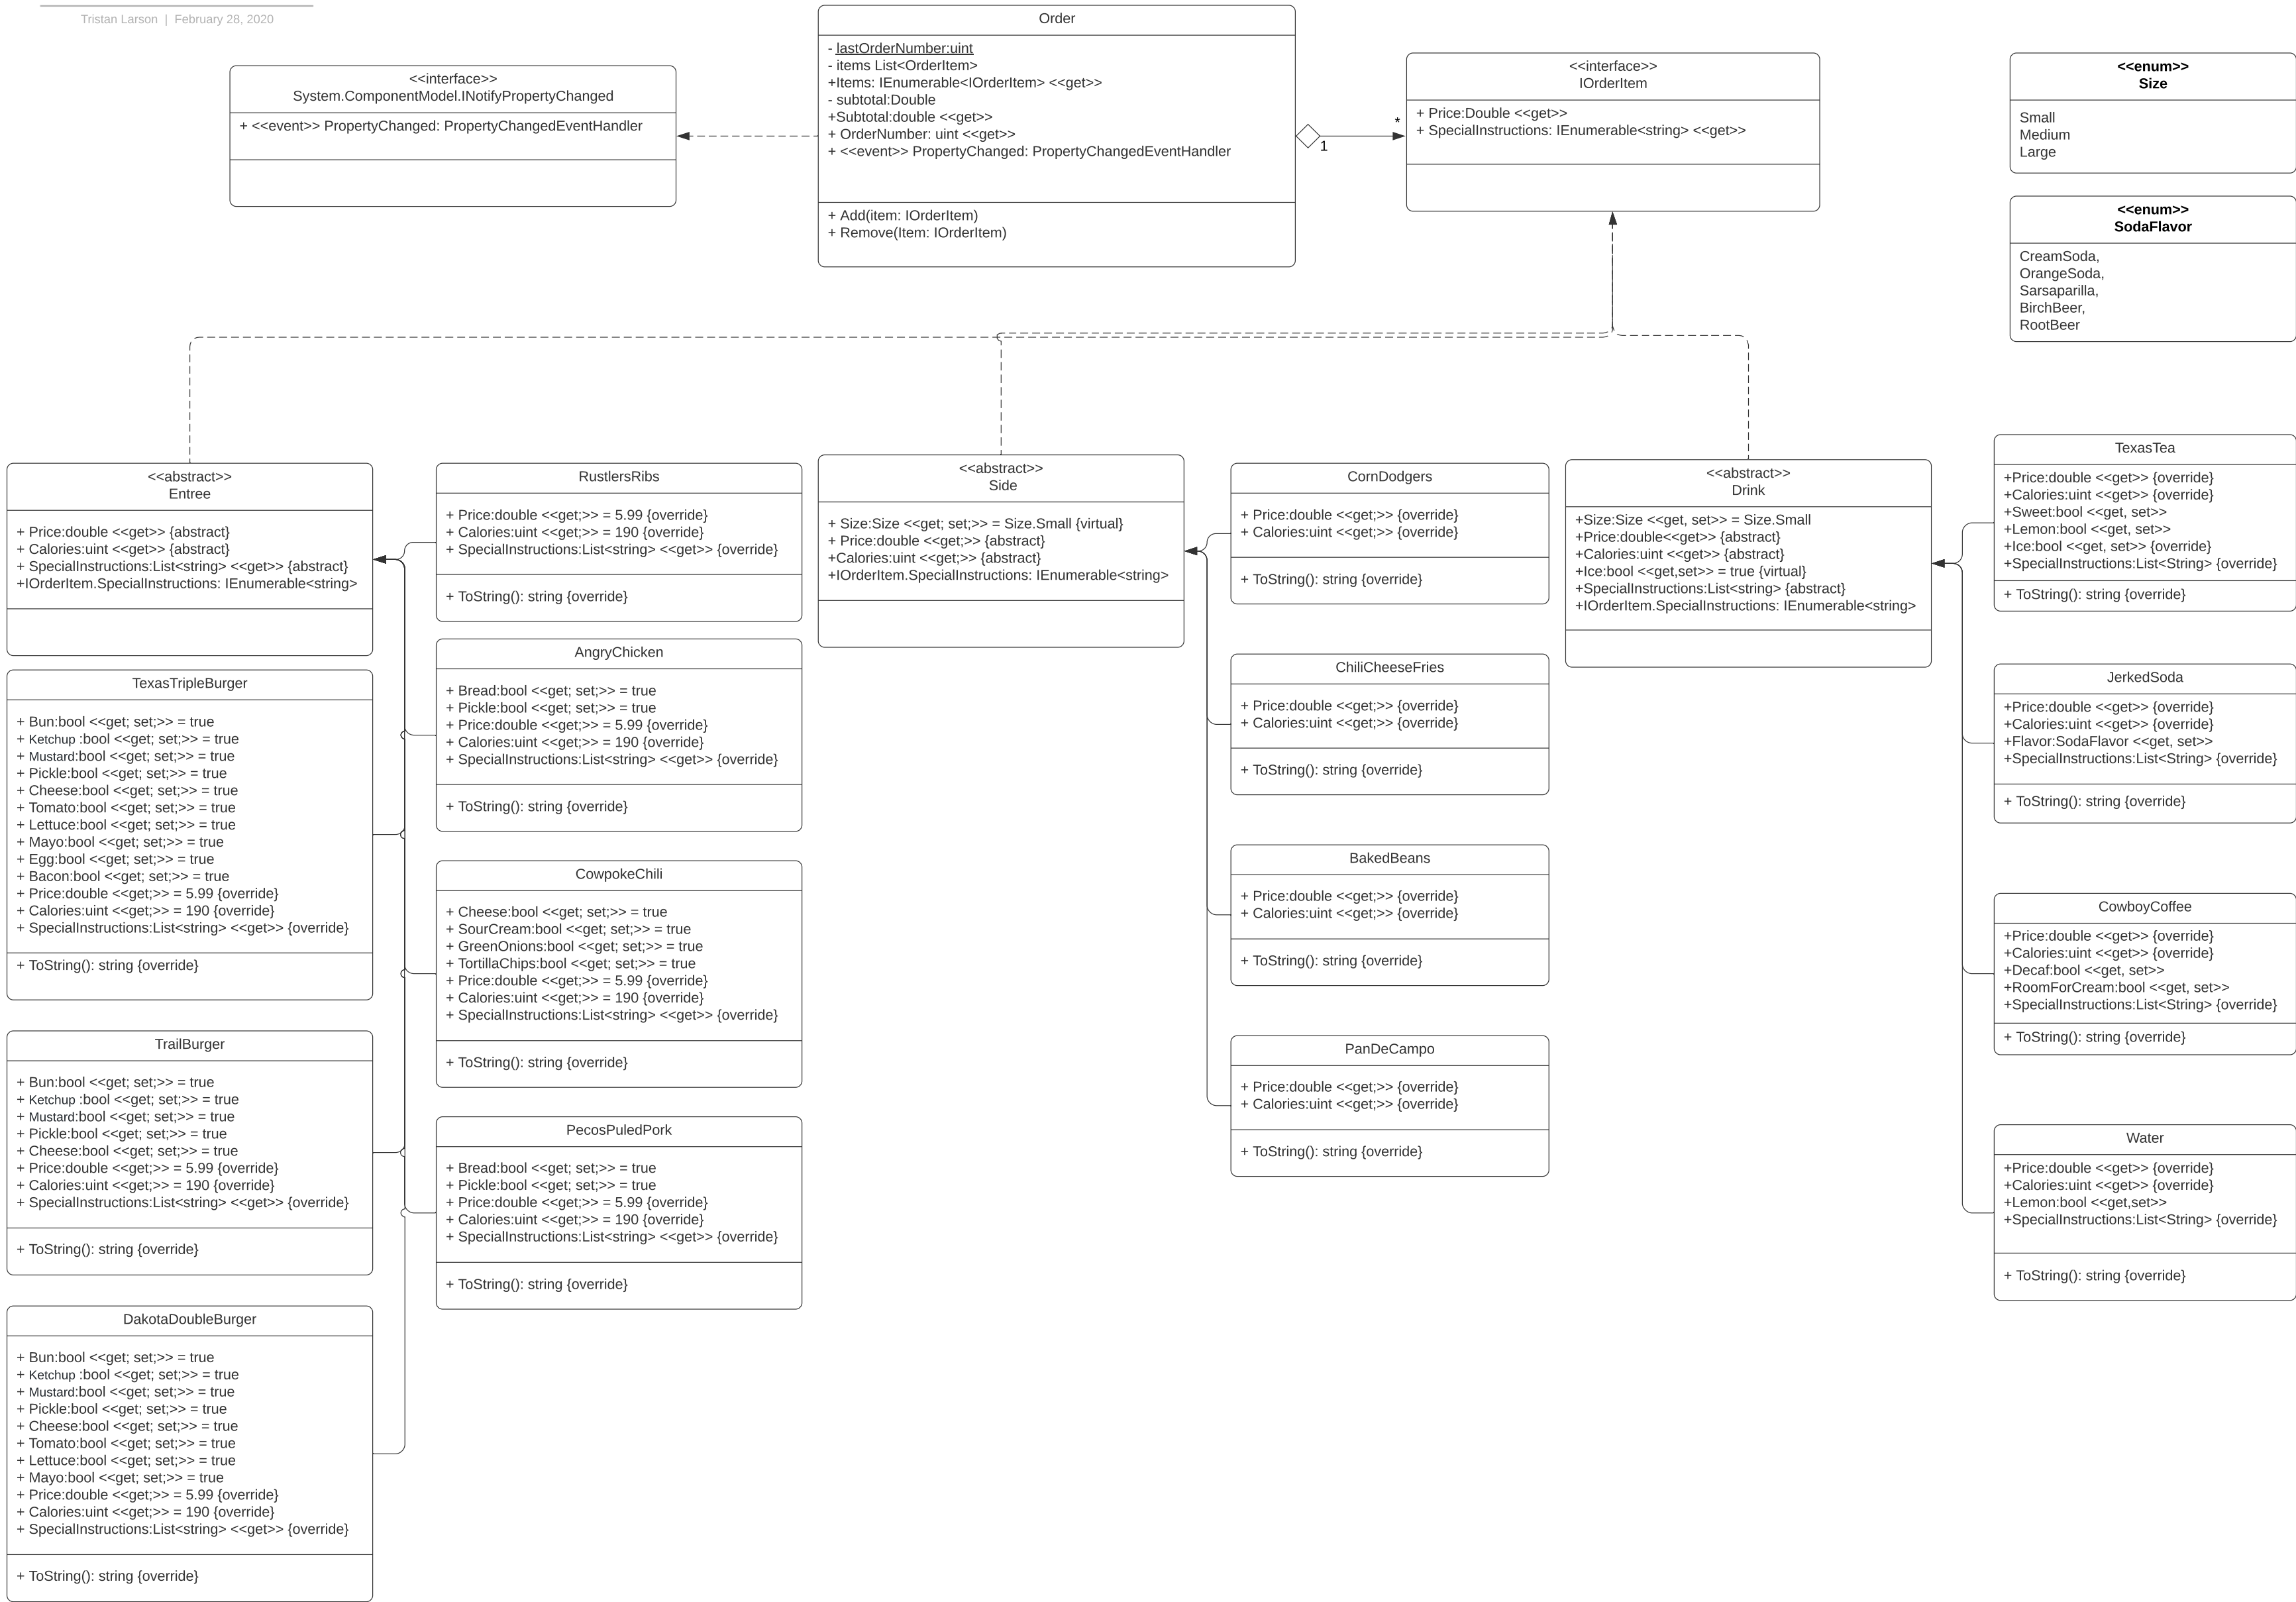 Tristan Larson | February 28, 2020
Order
- lastOrderNumber:uint
- items List<OrderItem>
+Items: IEnumerable<IOrderItem> <<get>>
- subtotal:Double
+Subtotal:double <<get>>
+ OrderNumber: uint <<get>>
+ <<event>> PropertyChanged: PropertyChangedEventHandler
+ Add(item: IOrderItem)
+ Remove(Item: IOrderItem)
<<interface>>
System.ComponentModel.INotifyPropertyChanged
+ <<event>> PropertyChanged: PropertyChangedEventHandler
1
*
<<interface>>
IOrderItem
+ Price:Double <<get>>
+ SpecialInstructions: IEnumerable<string> <<get>>
<<enum>>
Size
Small
Medium
Large
<<enum>>
SodaFlavor
CreamSoda,
OrangeSoda,
Sarsaparilla,
BirchBeer,
RootBeer
<<abstract>>
Entree
+ Price:double <<get>> {abstract}
+ Calories:uint <<get>> {abstract}
+ SpecialInstructions:List<string> <<get>> {abstract}
+IOrderItem.SpecialInstructions: IEnumerable<string>
TexasTripleBurger
+ Bun:bool <<get; set;>> = true
+ Ketchup :bool <<get; set;>> = true
+ Mustard:bool <<get; set;>> = true
+ Pickle:bool <<get; set;>> = true
+ Cheese:bool <<get; set;>> = true
+ Tomato:bool <<get; set;>> = true
+ Lettuce:bool <<get; set;>> = true
+ Mayo:bool <<get; set;>> = true
+ Egg:bool <<get; set;>> = true
+ Bacon:bool <<get; set;>> = true
+ Price:double <<get;>> = 5.99 {override}
+ Calories:uint <<get;>> = 190 {override}
+ SpecialInstructions:List<string> <<get>> {override}
+ ToString(): string {override}
TrailBurger
+ Bun:bool <<get; set;>> = true
+ Ketchup :bool <<get; set;>> = true
+ Mustard:bool <<get; set;>> = true
+ Pickle:bool <<get; set;>> = true
+ Cheese:bool <<get; set;>> = true
+ Price:double <<get;>> = 5.99 {override}
+ Calories:uint <<get;>> = 190 {override}
+ SpecialInstructions:List<string> <<get>> {override}
+ ToString(): string {override}
DakotaDoubleBurger
+ Bun:bool <<get; set;>> = true
+ Ketchup :bool <<get; set;>> = true
+ Mustard:bool <<get; set;>> = true
+ Pickle:bool <<get; set;>> = true
+ Cheese:bool <<get; set;>> = true
+ Tomato:bool <<get; set;>> = true
+ Lettuce:bool <<get; set;>> = true
+ Mayo:bool <<get; set;>> = true
+ Price:double <<get;>> = 5.99 {override}
+ Calories:uint <<get;>> = 190 {override}
+ SpecialInstructions:List<string> <<get>> {override}
+ ToString(): string {override}
RustlersRibs
+ Price:double <<get;>> = 5.99 {override}
+ Calories:uint <<get;>> = 190 {override}
+ SpecialInstructions:List<string> <<get>> {override}
+ ToString(): string {override}
AngryChicken
+ Bread:bool <<get; set;>> = true
+ Pickle:bool <<get; set;>> = true
+ Price:double <<get;>> = 5.99 {override}
+ Calories:uint <<get;>> = 190 {override}
+ SpecialInstructions:List<string> <<get>> {override}
+ ToString(): string {override}
CowpokeChili
+ Cheese:bool <<get; set;>> = true
+ SourCream:bool <<get; set;>> = true
+ GreenOnions:bool <<get; set;>> = true
+ TortillaChips:bool <<get; set;>> = true
+ Price:double <<get;>> = 5.99 {override}
+ Calories:uint <<get;>> = 190 {override}
+ SpecialInstructions:List<string> <<get>> {override}
+ ToString(): string {override}
PecosPuledPork
+ Bread:bool <<get; set;>> = true
+ Pickle:bool <<get; set;>> = true
+ Price:double <<get;>> = 5.99 {override}
+ Calories:uint <<get;>> = 190 {override}
+ SpecialInstructions:List<string> <<get>> {override}
+ ToString(): string {override}
<<abstract>>
Side
+ Size:Size <<get; set;>> = Size.Small {virtual}
+ Price:double <<get;>> {abstract}
+Calories:uint <<get;>> {abstract}
+IOrderItem.SpecialInstructions: IEnumerable<string>
CornDodgers
+ Price:double <<get;>> {override}
+ Calories:uint <<get;>> {override}
+ ToString(): string {override}
ChiliCheeseFries
+ Price:double <<get;>> {override}
+ Calories:uint <<get;>> {override}
+ ToString(): string {override}
BakedBeans
+ Price:double <<get;>> {override}
+ Calories:uint <<get;>> {override}
+ ToString(): string {override}
PanDeCampo
+ Price:double <<get;>> {override}
+ Calories:uint <<get;>> {override}
+ ToString(): string {override}
<<abstract>>
Drink
+Size:Size <<get, set>> = Size.Small
+Price:double<<get>> {abstract}
+Calories:uint <<get>> {abstract}
+Ice:bool <<get,set>> = true {virtual}
+SpecialInstructions:List<string> {abstract}
+IOrderItem.SpecialInstructions: IEnumerable<string>
TexasTea
+Price:double <<get>> {override}
+Calories:uint <<get>> {override}
+Sweet:bool <<get, set>>
+Lemon:bool <<get, set>>
+Ice:bool <<get, set>> {override}
+SpecialInstructions:List<String> {override}
+ ToString(): string {override}
JerkedSoda
+Price:double <<get>> {override}
+Calories:uint <<get>> {override}
+Flavor:SodaFlavor <<get, set>>
+SpecialInstructions:List<String> {override}
+ ToString(): string {override}
CowboyCoffee
+Price:double <<get>> {override}
+Calories:uint <<get>> {override}
+Decaf:bool <<get, set>>
+RoomForCream:bool <<get, set>>
+SpecialInstructions:List<String> {override}
+ ToString(): string {override}
Water
+Price:double <<get>> {override}
+Calories:uint <<get>> {override}
+Lemon:bool <<get,set>>
+SpecialInstructions:List<String> {override}
+ ToString(): string {override}